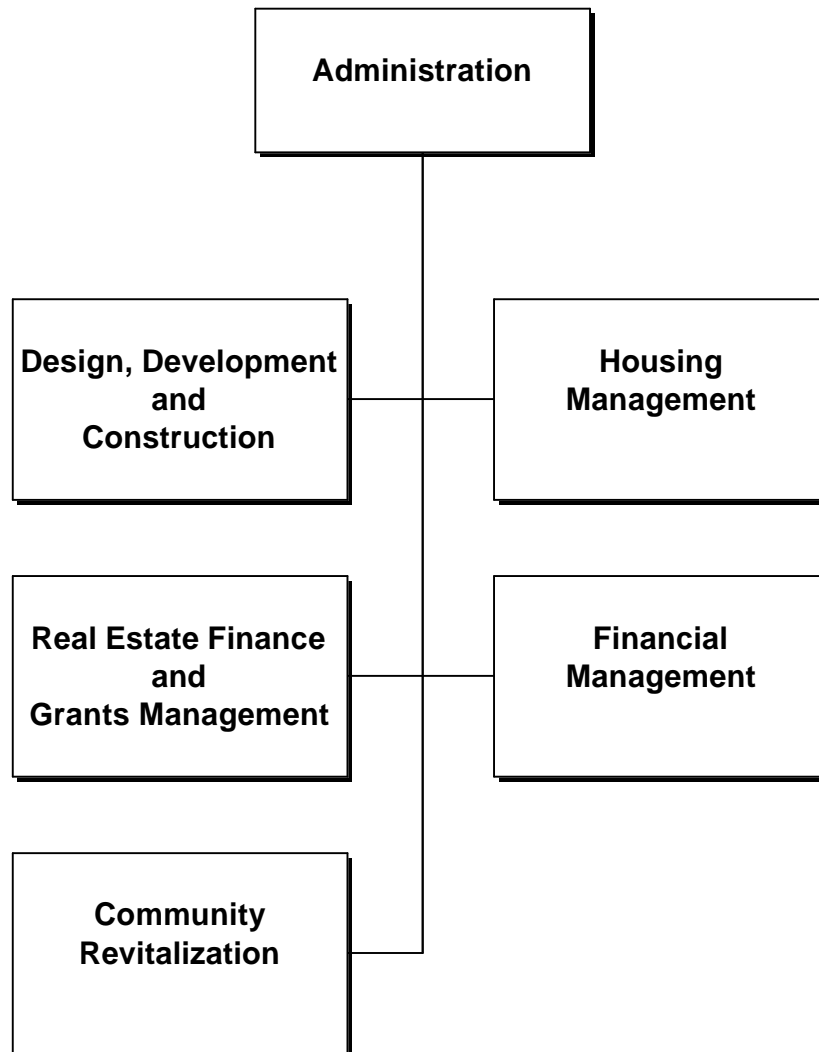 Administration
Design, Development
and
Construction
Housing
Management
Real Estate Finance
and
Grants Management
Financial
Management
Community
Revitalization